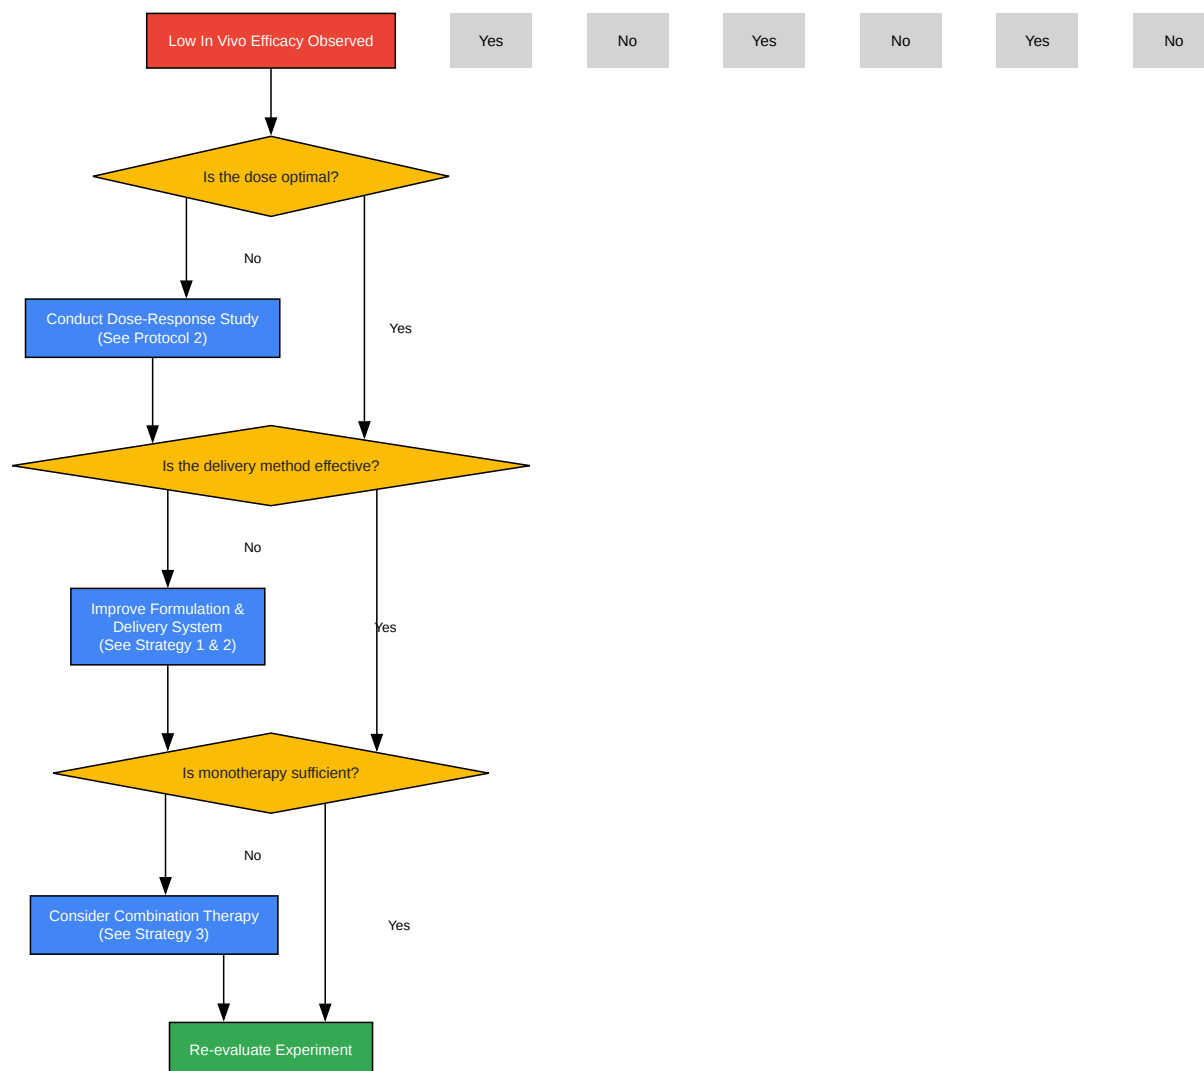 Low In Vivo Efficacy Observed
Yes
No
Yes
No
Yes
No
Is the dose optimal?
No
Conduct Dose-Response Study
(See Protocol 2)
Yes
Is the delivery method effective?
No
Improve Formulation &
Delivery System
(See Strategy 1 & 2)
Yes
Is monotherapy sufficient?
No
Consider Combination Therapy
(See Strategy 3)
Yes
Re-evaluate Experiment